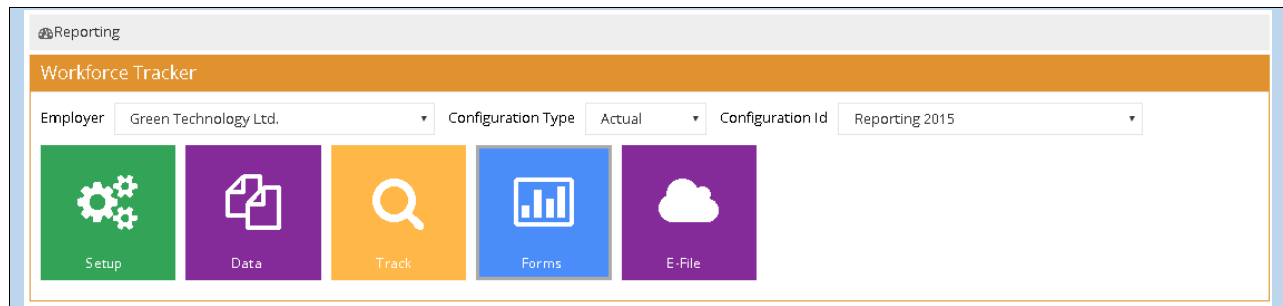 Reporting
Workforce Tracker
Employer Green Technology Ltd. Configuration Type Actual Configuration Id Reporting 2015
Setup Data Track Forms E-File